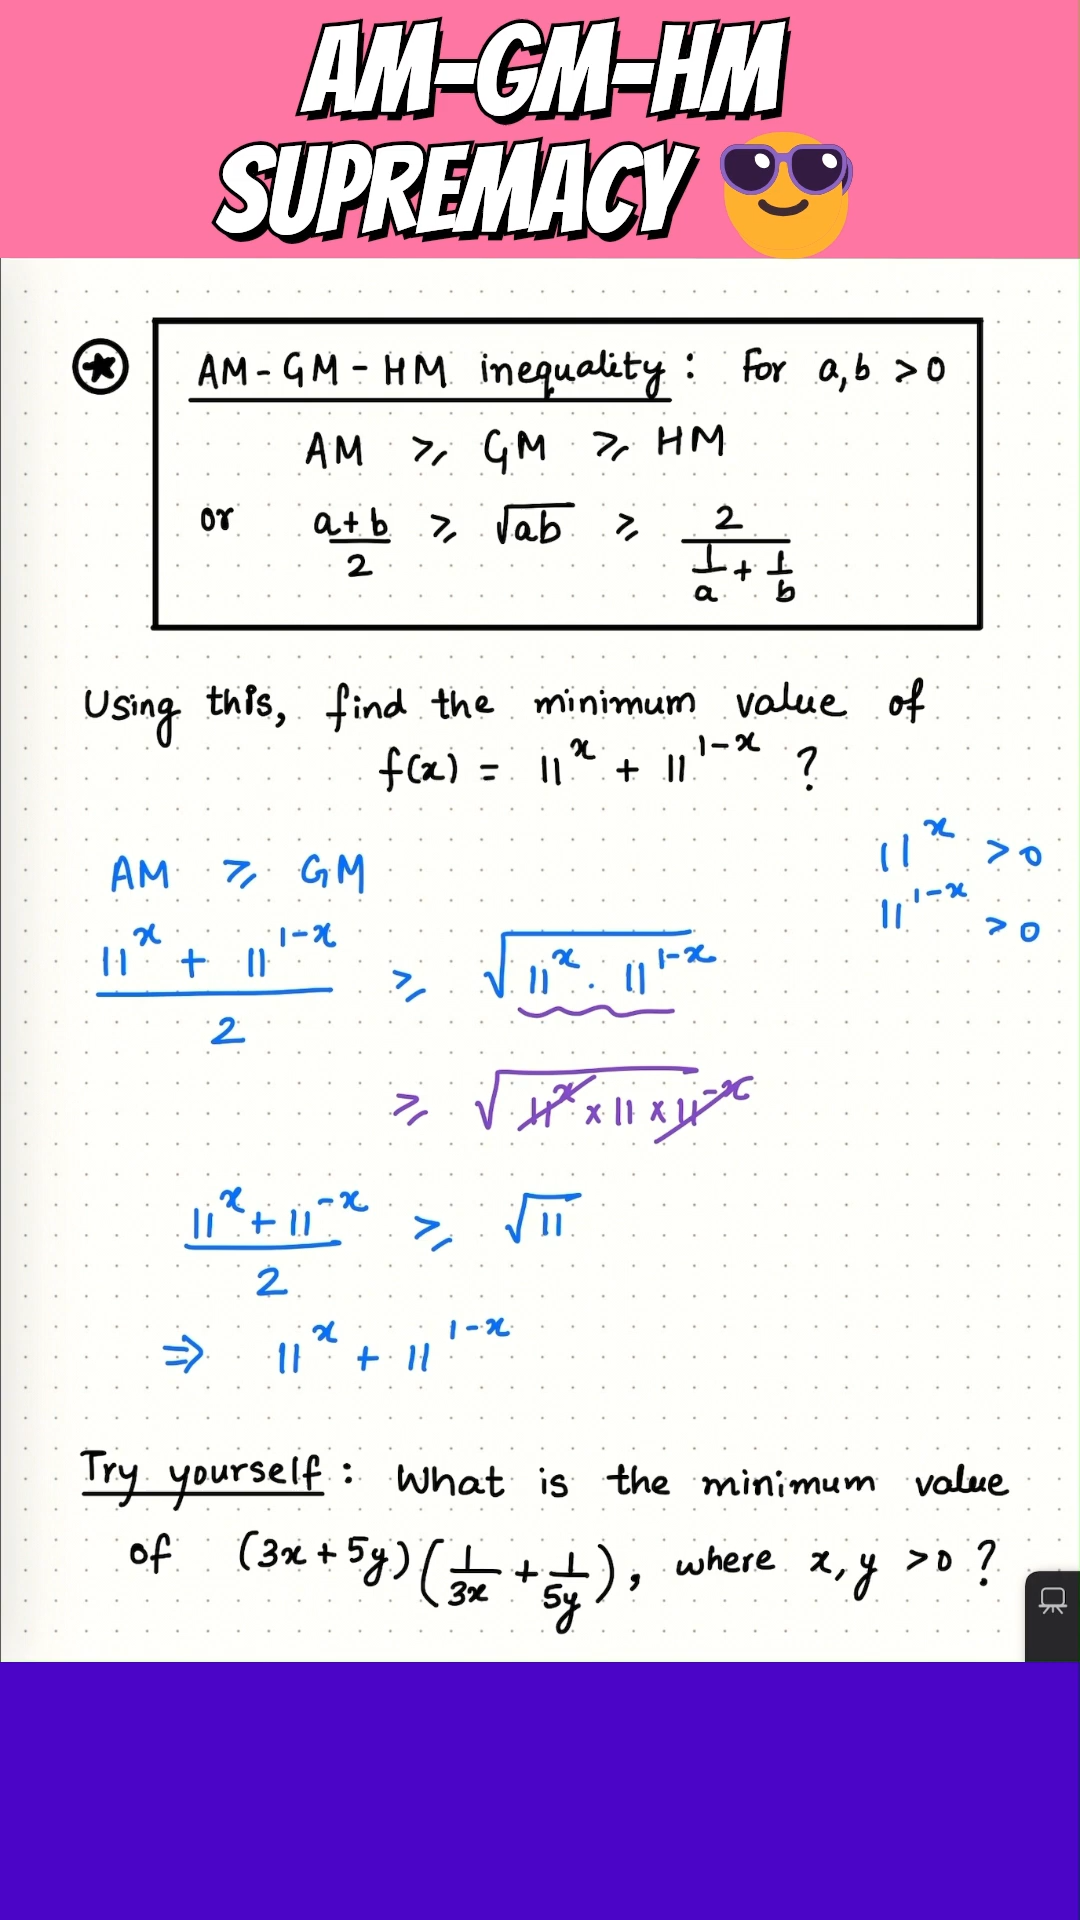 AM-GM-HM
SUPREMACY
AM-GM-HM inequality: For a,b >0
AM ≥ GM ≥ HM
or (a+b)/2 ≥ √ab ≥ 2/(1/a + 1/b)
Using this, find the minimum value of
f(x) = 11^x + 11^(1-x) ?
11^x >0
AM ≥ GM
11^(1-x) >0
(11^x + 11^(1-x))/2 ≥ √(11^x . 11^(1-x))
≥ √(11^x × 11 × 11^-x)
(11^x + 11^-x)/2 ≥ √11
⇒ 11^x + 11^(1-x)
Try yourself: What is the minimum value
of (3x+5y)(1/3x + 1/5y), where x,y >0 ?